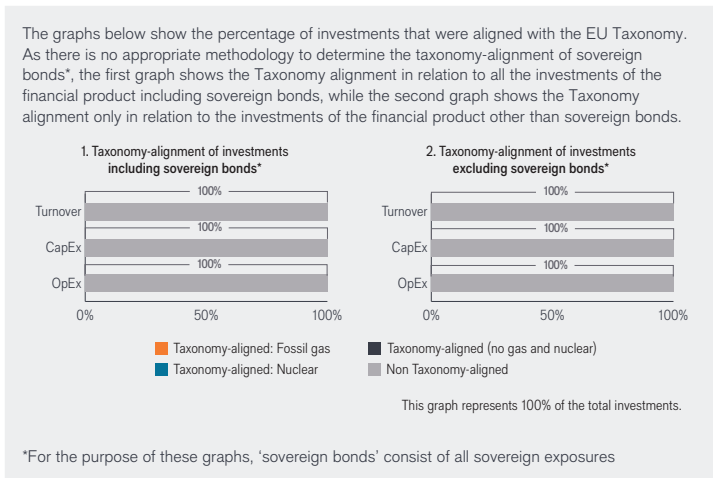 The graphs below show the percentage of investments that were aligned with the EU Taxonomy.
As there is no appropriate methodology to determine the taxonomy-alignment of sovereign
bonds*, the first graph shows the Taxonomy alignment in relation to all the investments of the
financial product including sovereign bonds, while the second graph shows the Taxonomy
alignment only in relation to the investments of the financial product other than sovereign bonds.
1. Taxonomy-alignment of investments
including sovereign bonds*
100%
Turnover
100%
CapEx
100%
OpEx
0% 50% 100%
2. Taxonomy-alignment of investments
excluding sovereign bonds*
100%
Turnover
100%
CapEx
100%
OpEx
0% 50% 100%
Taxonomy-aligned: Fossil gas
Taxonomy-aligned: Nuclear
Taxonomy-aligned (no gas and nuclear)
Non Taxonomy-aligned
This graph represents 100% of the total investments.
*For the purpose of these graphs, ‘sovereign bonds’ consist of all sovereign exposures